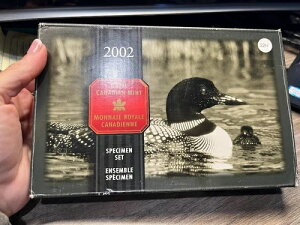 2002
ROYAL
CANADIAN MINT
MONNAIE ROYALE
CANADIENNE
SPECIMEN
SET
ENSEMBLE
SPÉCIMEN